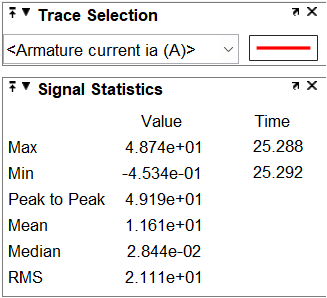 Trace Selection
<Armature current ia (A)>
Signal Statistics
Value Time
Max 4.874e+01 25.288
Min -4.534e-01 25.292
Peak to Peak 4.919e+01
Mean 1.161e+01
Median 2.844e-02
RMS 2.111e+01